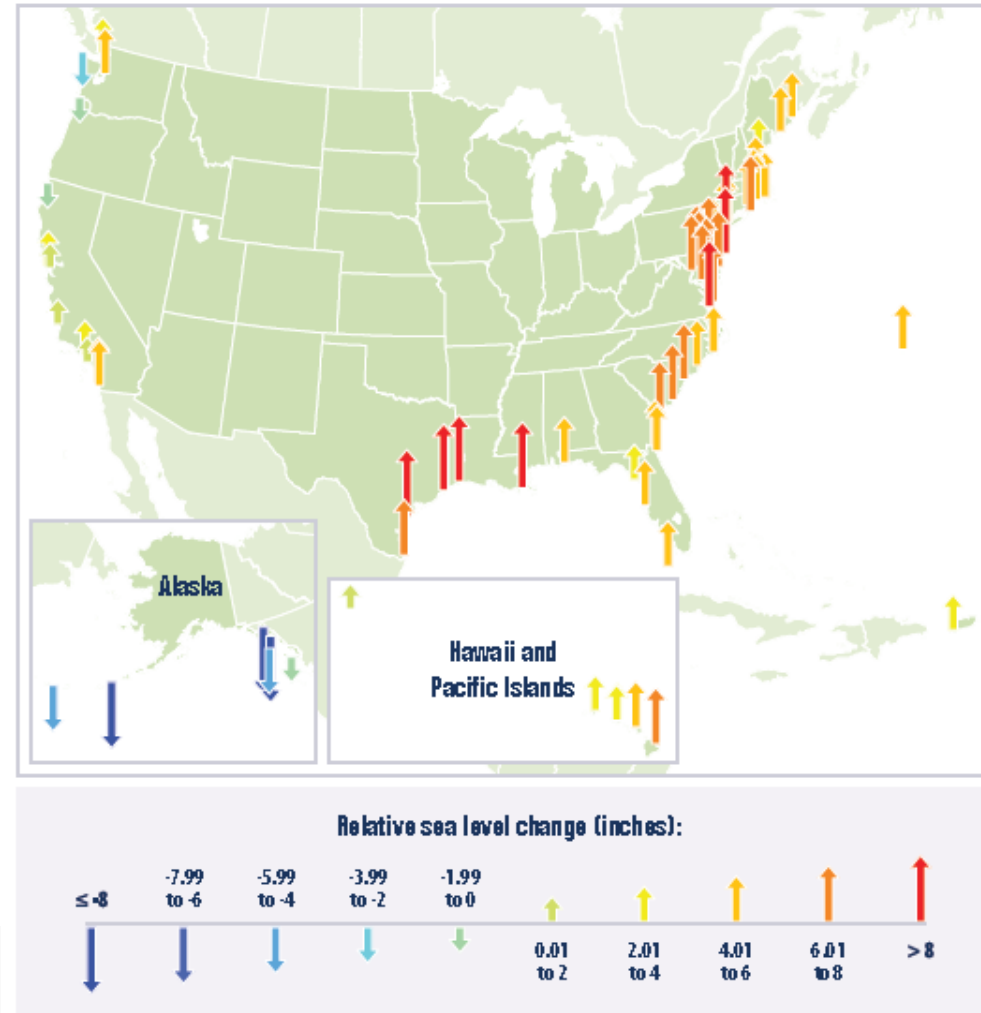 Alaska
Hawaii and
Pacific Islands
Relative sea level change (inches):
≤ -8
-7.99
to -6
-5.99
to -4
-3.99
to -2
-1.99
to 0
0.01
to 2
2.01
to 4
4.01
to 6
6.01
to 8
> 8